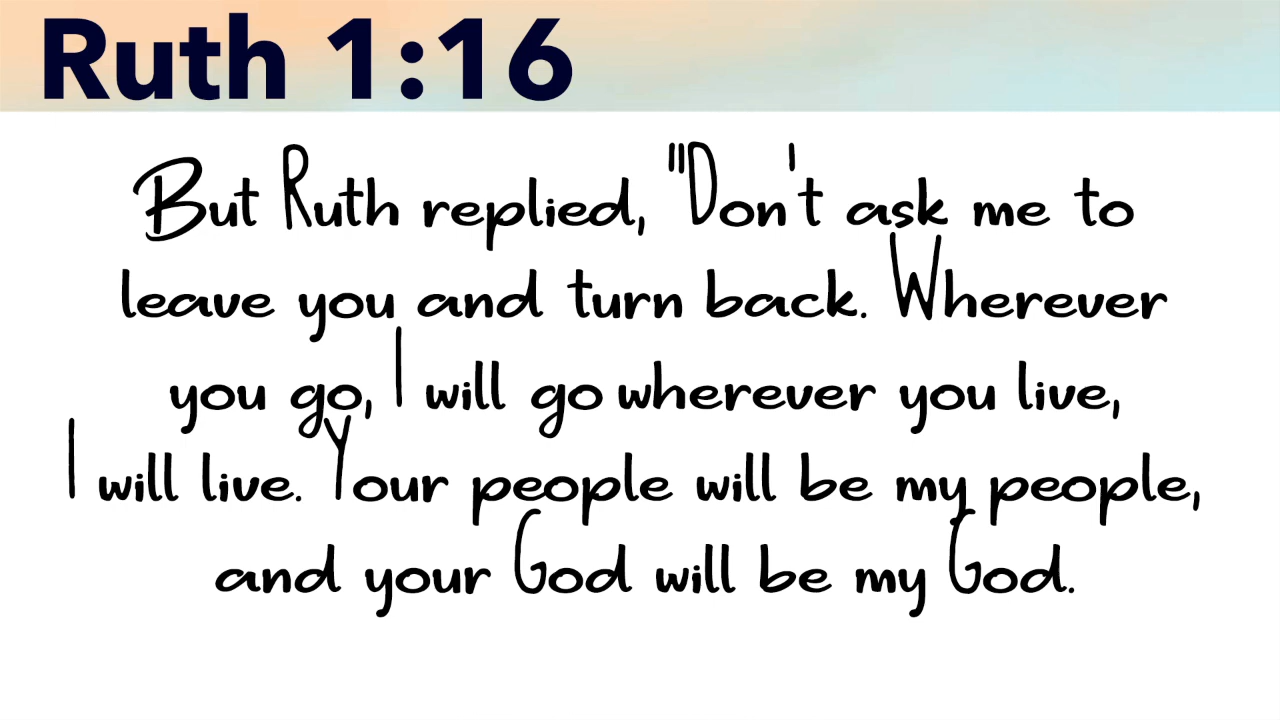 Ruth 1:16
But Ruth replied, "Don't ask me to
leave you and turn back. Wherever
you go, I will go wherever you live,
I will live. Your people will be my people,
and your God will be my God.